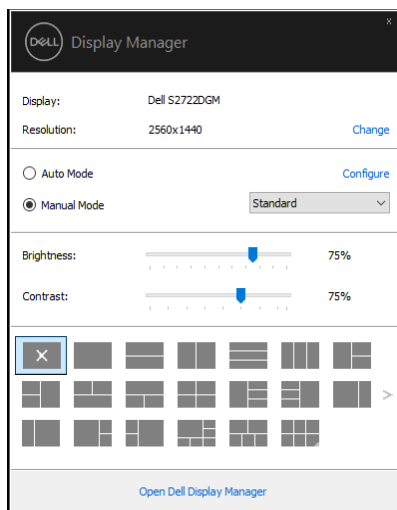 x
DELL Display Manager
Display: Dell S2722DGM
Resolution: 2560x1440 Change
Auto Mode Configure
Manual Mode Standard
Brightness: 75%
Contrast: 75%
Open Dell Display Manager